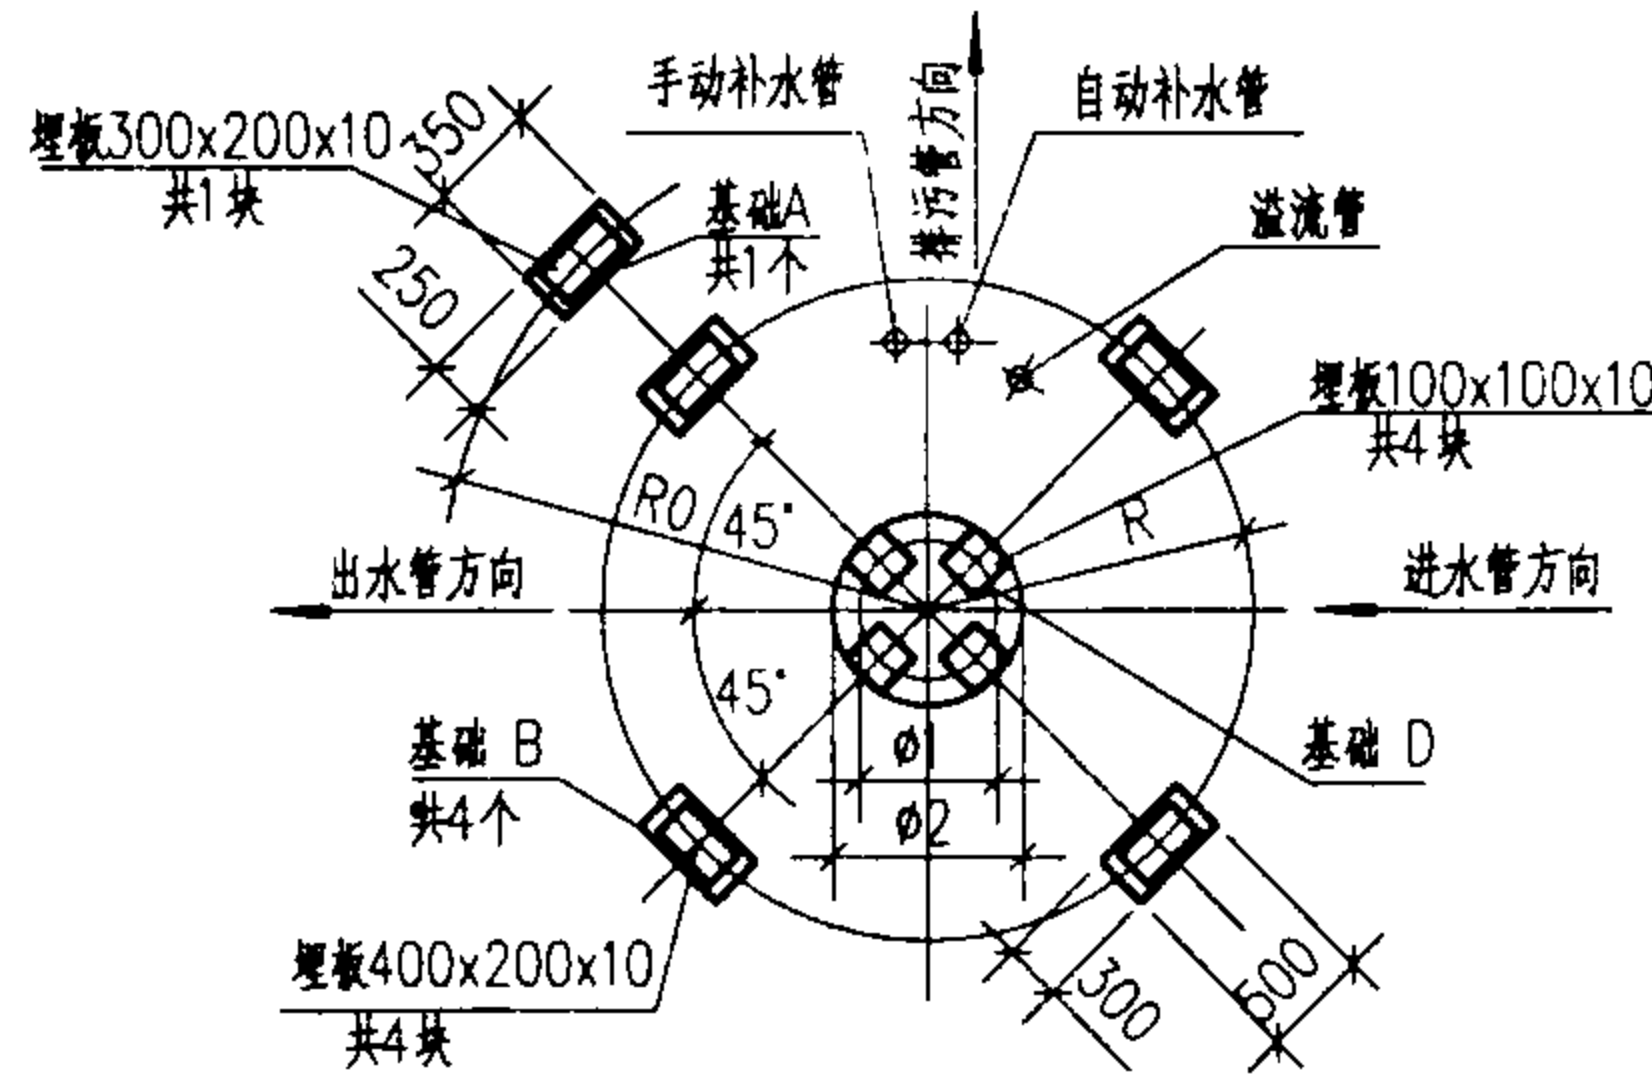 手动补水管
排污管方向
自动补水管
埋板300x200x10
共1块
350
基础A
共1个
溢流管
250
埋板100x100x10
共4块
R0
45°
R
出水管方向
进水管方向
45°
基础 B
共4个
ø1
ø2
基础 D
埋板400x200x10
共4块
300
600